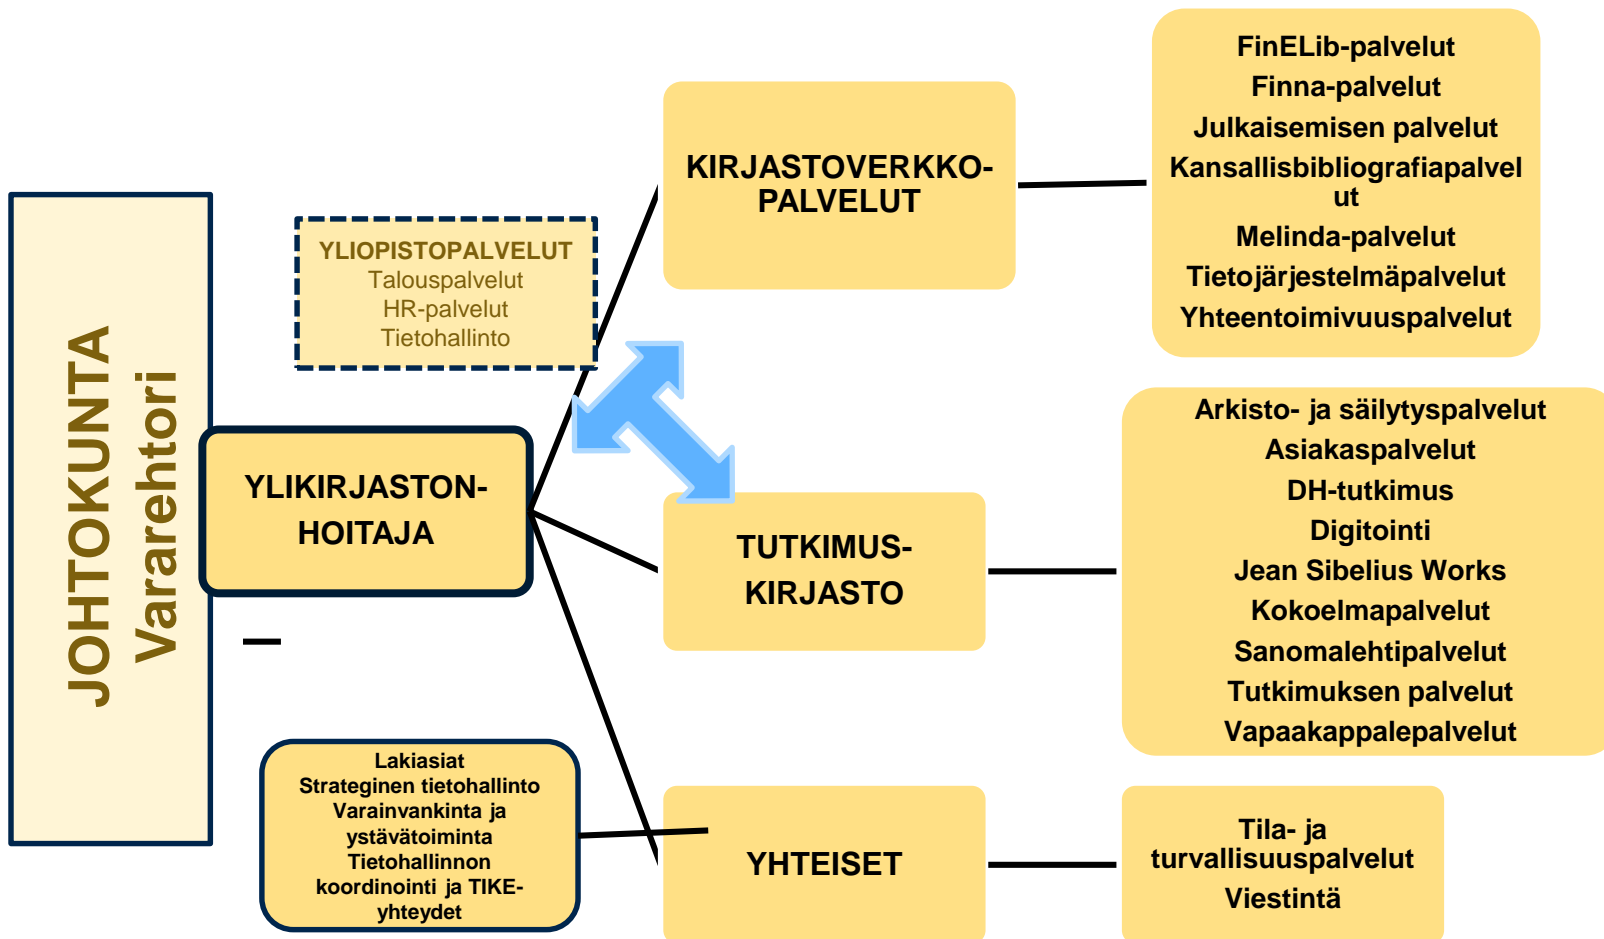 JOHTOKUNTA
Vararehtori
YLIOPISTOPALVELUT
Talouspalvelut
HR-palvelut
Tietohallinto
YLIKIRJASTON-
HOITAJA
Lakiasiat
Strateginen tietohallinto
Varainvankinta ja
ystävätoiminta
Tietohallinnon
koordinointi ja TIKE-
yhteydet
KIRJASTOVERKKO-
PALVELUT
FinELib-palvelut
Finna-palvelut
Julkaisemisen palvelut
Kansallisbibliografiapalvel
ut
Melinda-palvelut
Tietojärjestelmäpalvelut
Yhteentoimivuuspalvelut
TUTKIMUS-
KIRJASTO
Arkisto- ja säilytyspalvelut
Asiakaspalvelut
DH-tutkimus
Digitointi
Jean Sibelius Works
Kokoelmapalvelut
Sanomalehtipalvelut
Tutkimuksen palvelut
Vapaakappalepalvelut
YHTEISET
Tila- ja
turvallisuuspalvelut
Viestintä